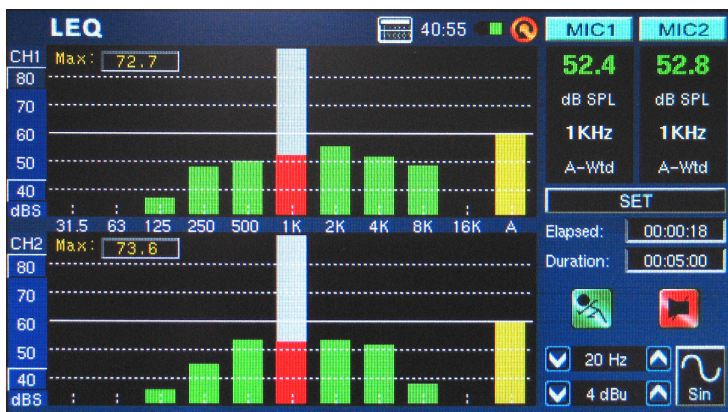 LEQ
40:55
MIC1 MIC2
CH1
Max: 72.7
80
70
60
50
40
dBS
31.5 63 125 250 500 1K 2K 4K 8K 16K A
CH2
Max: 73.6
80
70
60
50
40
dBS
52.4 52.8
dB SPL dB SPL
1KHz 1KHz
A-Wtd A-Wtd
SET
Elapsed: 00:00:18
Duration: 00:05:00
20 Hz
4 dBu
Sin